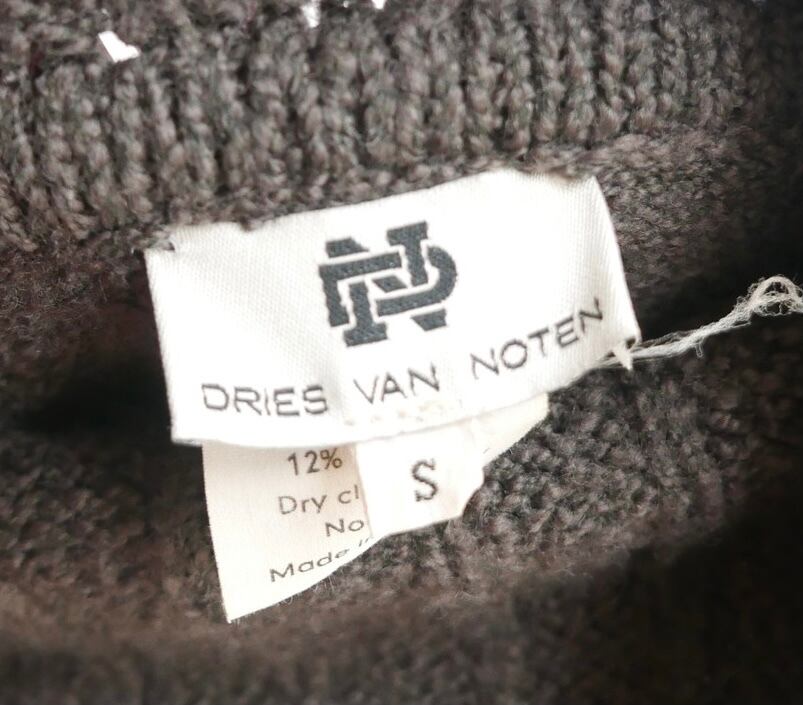 DRIES VAN NOTEN
S
12%
Dry cl
No
Made i